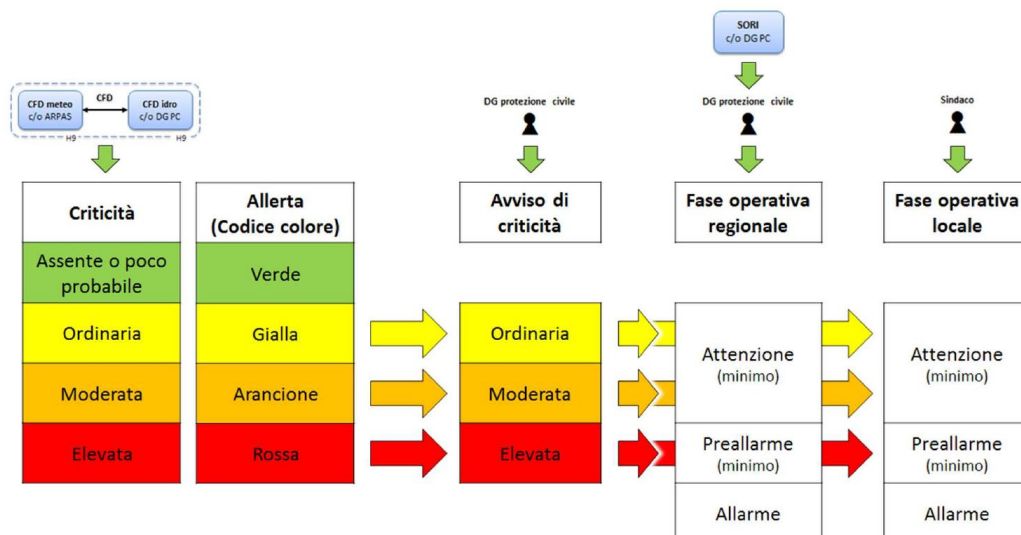 SORI
c/o DG PC
CFD meteo
c/o ARPAS
CFD
CFD idro
c/o DG PC
H9
H9
DG protezione civile
DG protezione civile
Sindaco
Criticità
Allerta
(Codice colore)
Avviso di
criticità
Fase operativa
regionale
Fase operativa
locale
Assente o poco
probabile
Verde
Ordinaria
Gialla
Ordinaria
Attenzione
(minimo)
Attenzione
(minimo)
Moderata
Arancione
Moderata
Elevata
Rossa
Elevata
Preallarme
(minimo)
Preallarme
(minimo)
Allarme
Allarme